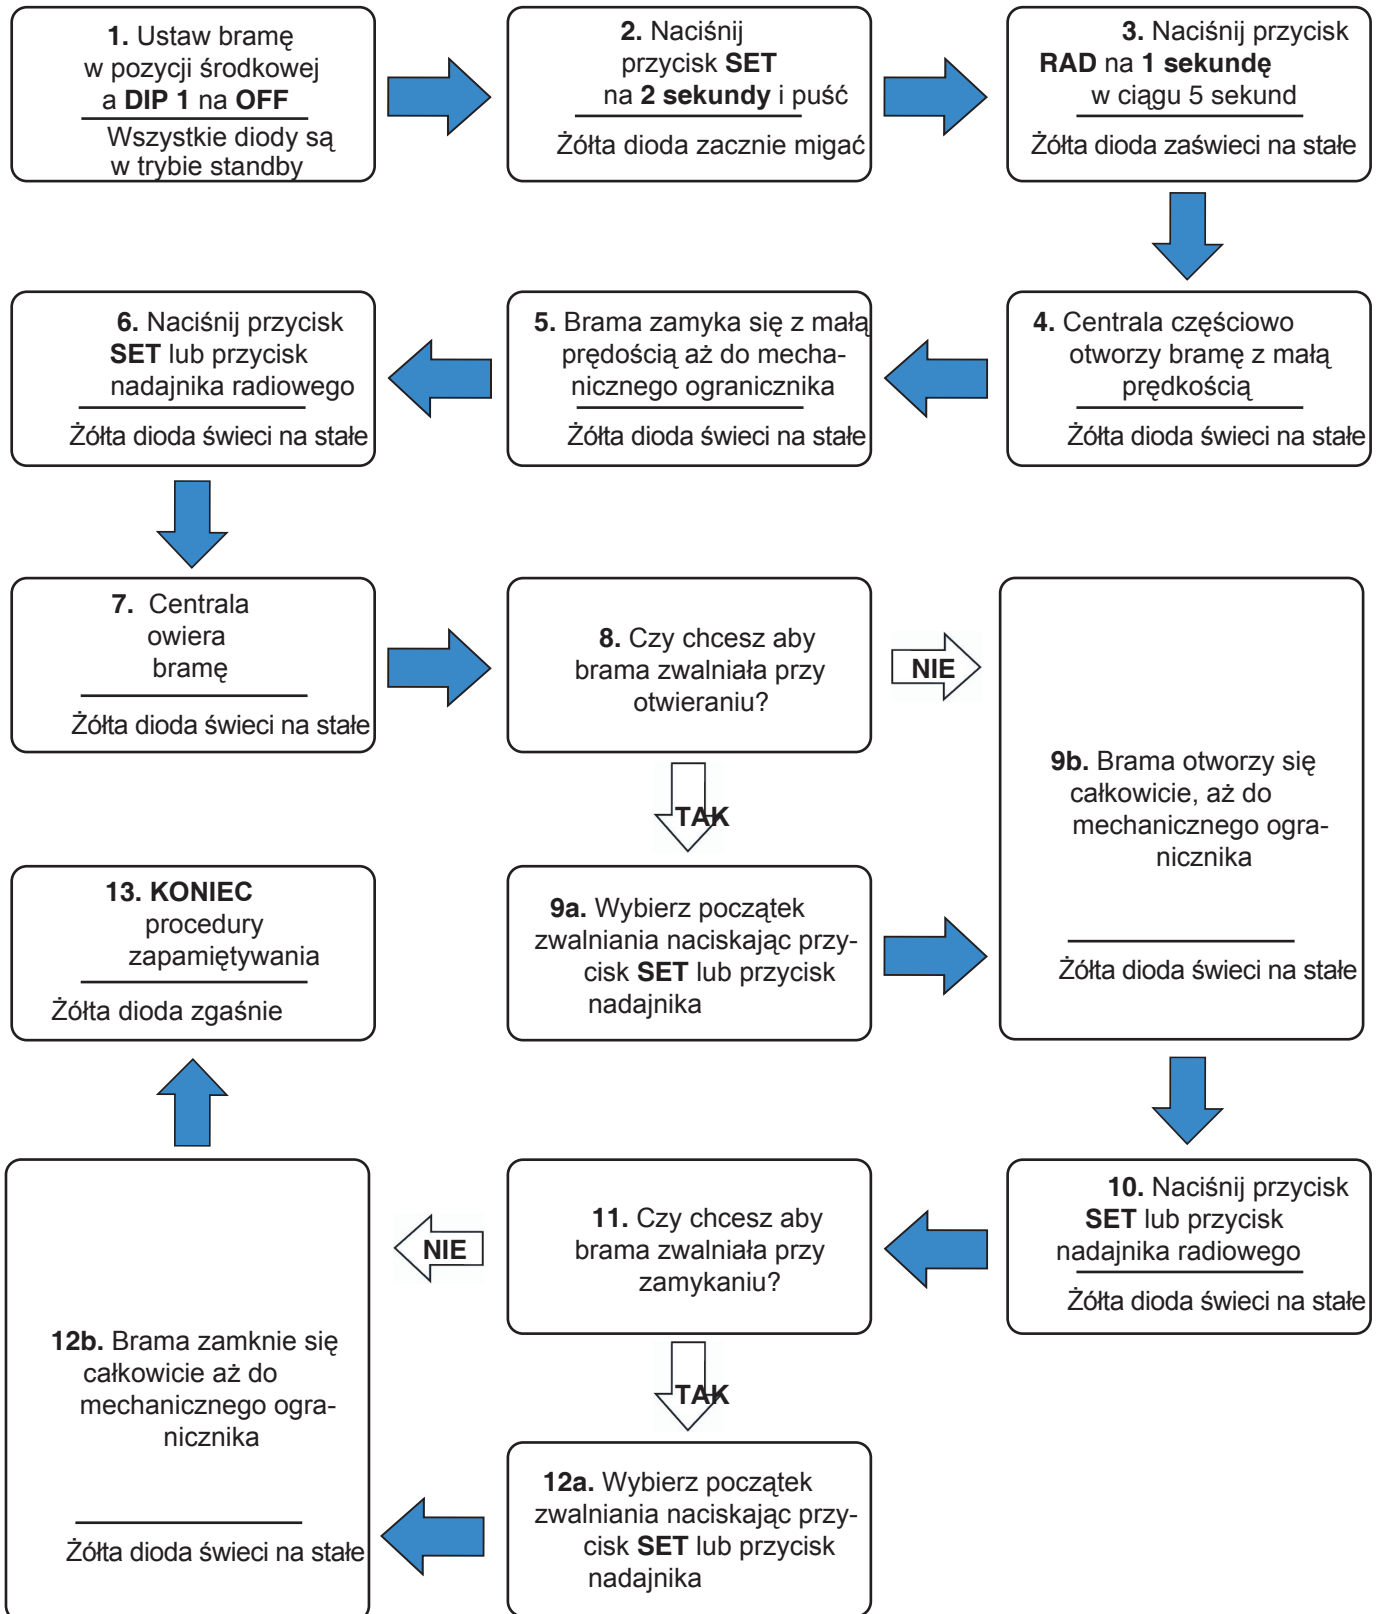 1. Ustaw bramę
w pozycji środkowej
a DIP 1 na OFF
Wszystkie diody są
w trybie standby
2. Naciśnij
przycisk SET
na 2 sekundy i puść
Żółta dioda zacznie migać
3. Naciśnij przycisk
RAD na 1 sekundę
w ciągu 5 sekund
Żółta dioda zaświeci na stałe
4. Centrala częściowo
otworzy bramę z małą
prędkością
Żółta dioda świeci na stałe
5. Brama zamyka się z małą
prędością aż do mecha-
nicznego ogranicznika
Żółta dioda świeci na stałe
6. Naciśnij przycisk
SET lub przycisk
nadajnika radiowego
Żółta dioda świeci na stałe
7. Centrala
owiera
bramę
Żółta dioda świeci na stałe
8. Czy chcesz aby
brama zwalniała przy
otwieraniu?
NIE
TAK
9a. Wybierz początek
zwalniania naciskając przy-
cisk SET lub przycisk
nadajnika
9b. Brama otworzy się
całkowicie, aż do
mechanicznego ogra-
nicznika
Żółta dioda świeci na stałe
10. Naciśnij przycisk
SET lub przycisk
nadajnika radiowego
Żółta dioda świeci na stałe
11. Czy chcesz aby
brama zwalniała przy
zamykaniu?
NIE
TAK
12a. Wybierz początek
zwalniania naciskając przy-
cisk SET lub przycisk
nadajnika
12b. Brama zamknie się
całkowicie aż do
mechanicznego ogra-
nicznika
Żółta dioda świeci na stałe
13. KONIEC
procedury
zapamiętywania
Żółta dioda zgaśnie